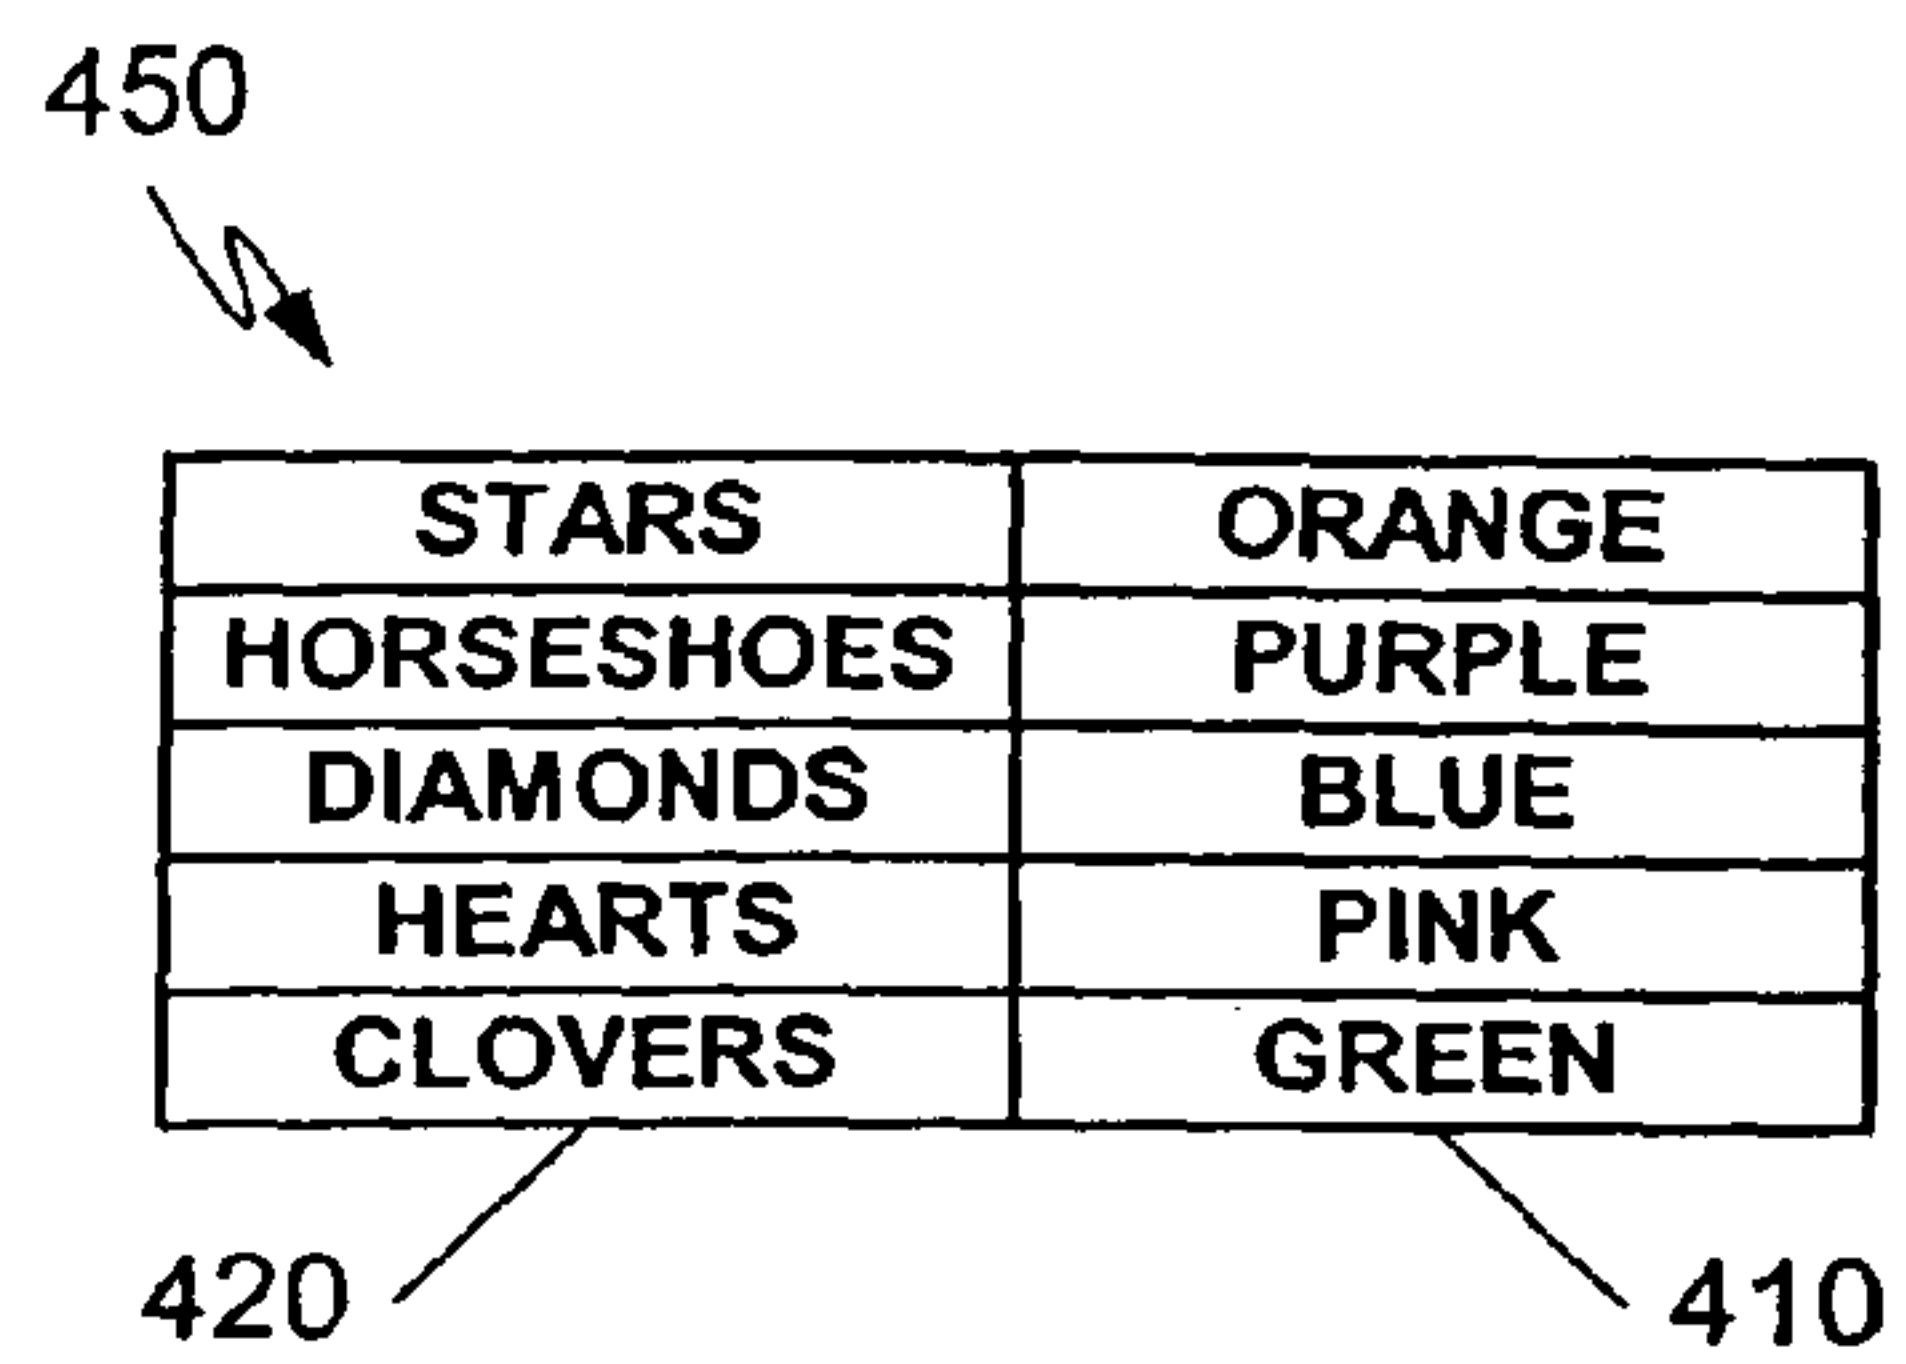 450
STARS ORANGE
HORSESHOES PURPLE
DIAMONDS BLUE
HEARTS PINK
CLOVERS GREEN
420 410